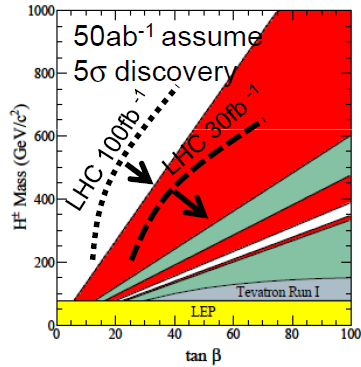 50ab-1 assume
5σ discovery
LHC 100fb -1
LHC 30fb -1
H± Mass (GeV/c2)
1000
800
600
400
200
0
Tevatron Run I
LEP
0 20 40 60 80 100
tan β